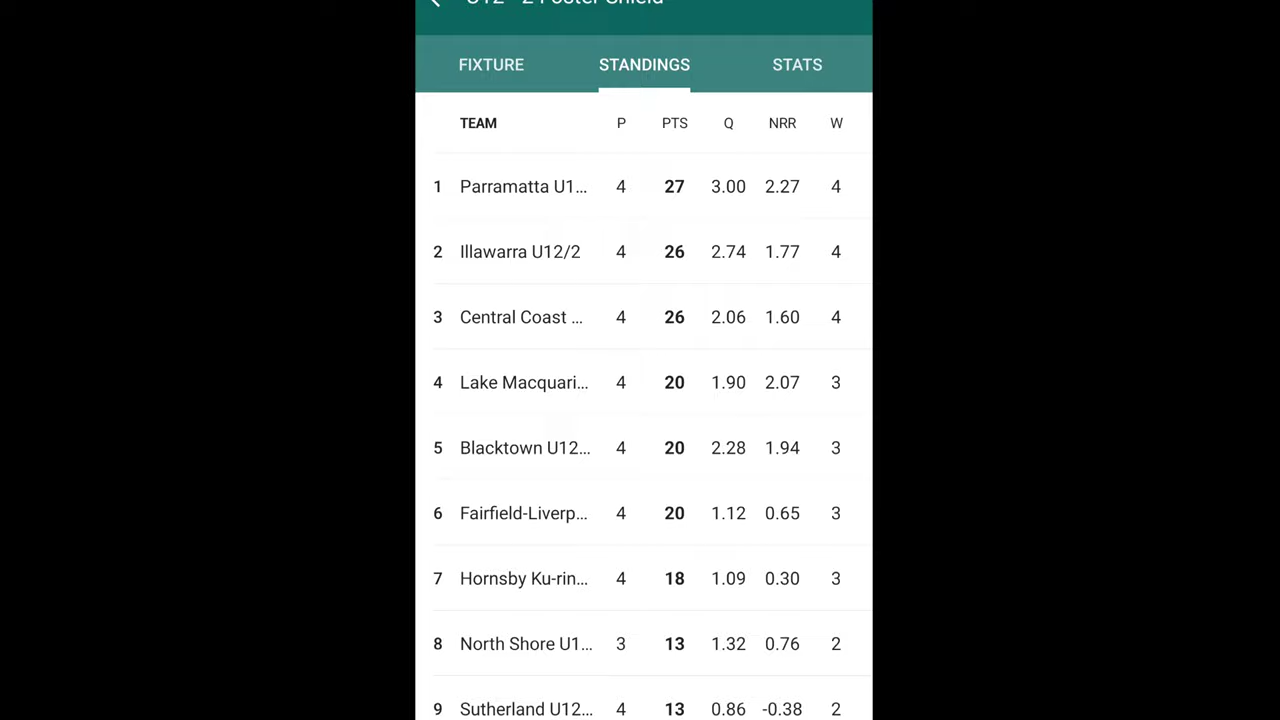 U12 - 2 Foster Shield
FIXTURE STANDINGS STATS
TEAM P PTS Q NRR W
1 Parramatta U1... 4 27 3.00 2.27 4
2 Illawarra U12/2 4 26 2.74 1.77 4
3 Central Coast ... 4 26 2.06 1.60 4
4 Lake Macquari... 4 20 1.90 2.07 3
5 Blacktown U12... 4 20 2.28 1.94 3
6 Fairfield-Liverp... 4 20 1.12 0.65 3
7 Hornsby Ku-rin... 4 18 1.09 0.30 3
8 North Shore U1... 3 13 1.32 0.76 2
9 Sutherland U12... 4 13 0.86 -0.38 2